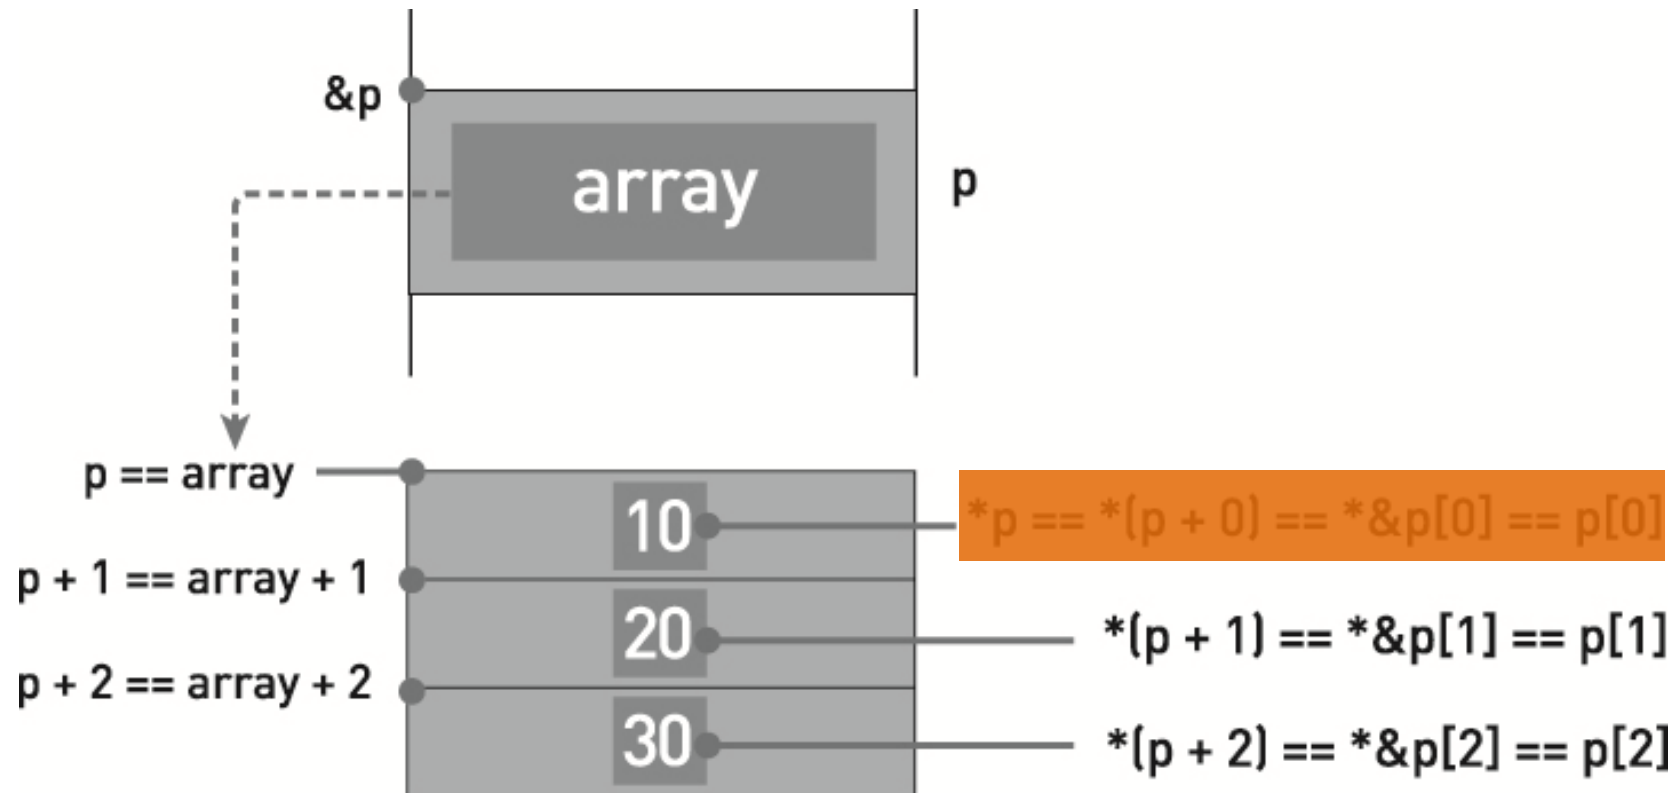 &p
array
p
p == array
10
*p == *(p + 0) == *&p[0] == p[0]
p + 1 == array + 1
20
*(p + 1) == *&p[1] == p[1]
p + 2 == array + 2
30
*(p + 2) == *&p[2] == p[2]